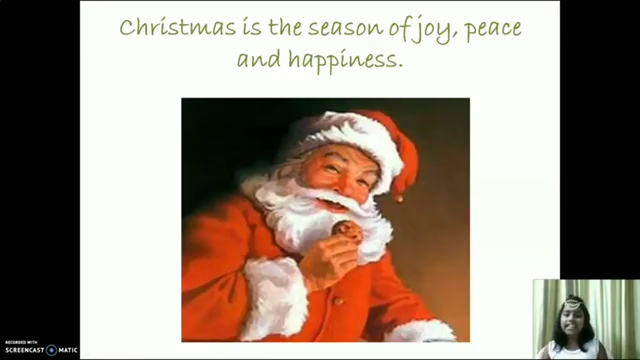 Christmas is the season of joy, peace
and happiness.
RECORDED WITH
SCREENCAST MATIC